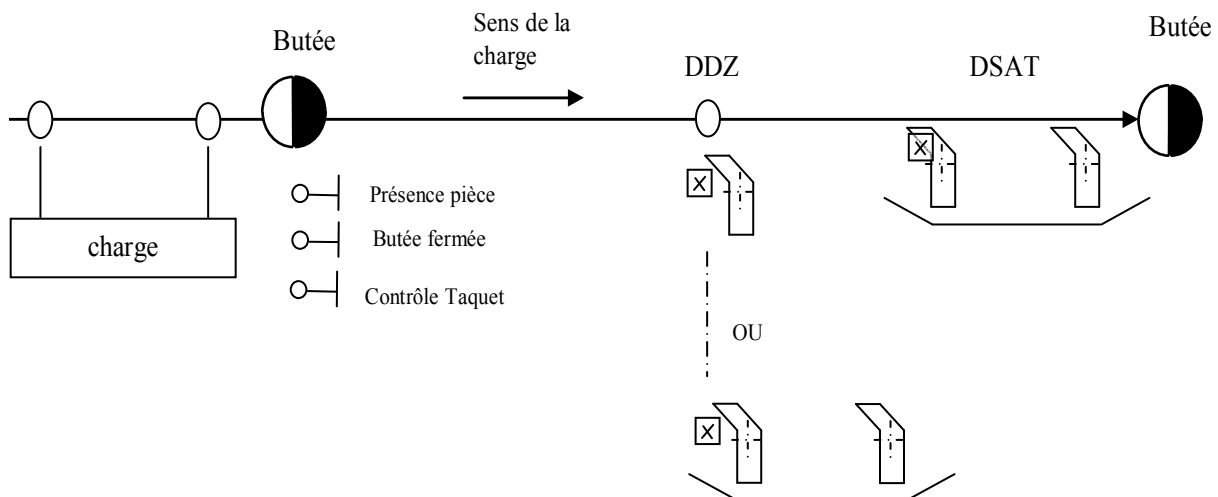 Butée
Sens de la
charge
DDZ
DSAT
Butée
charge
Présence pièce
Butée fermée
Contrôle Taquet
X
X
X
OU
X